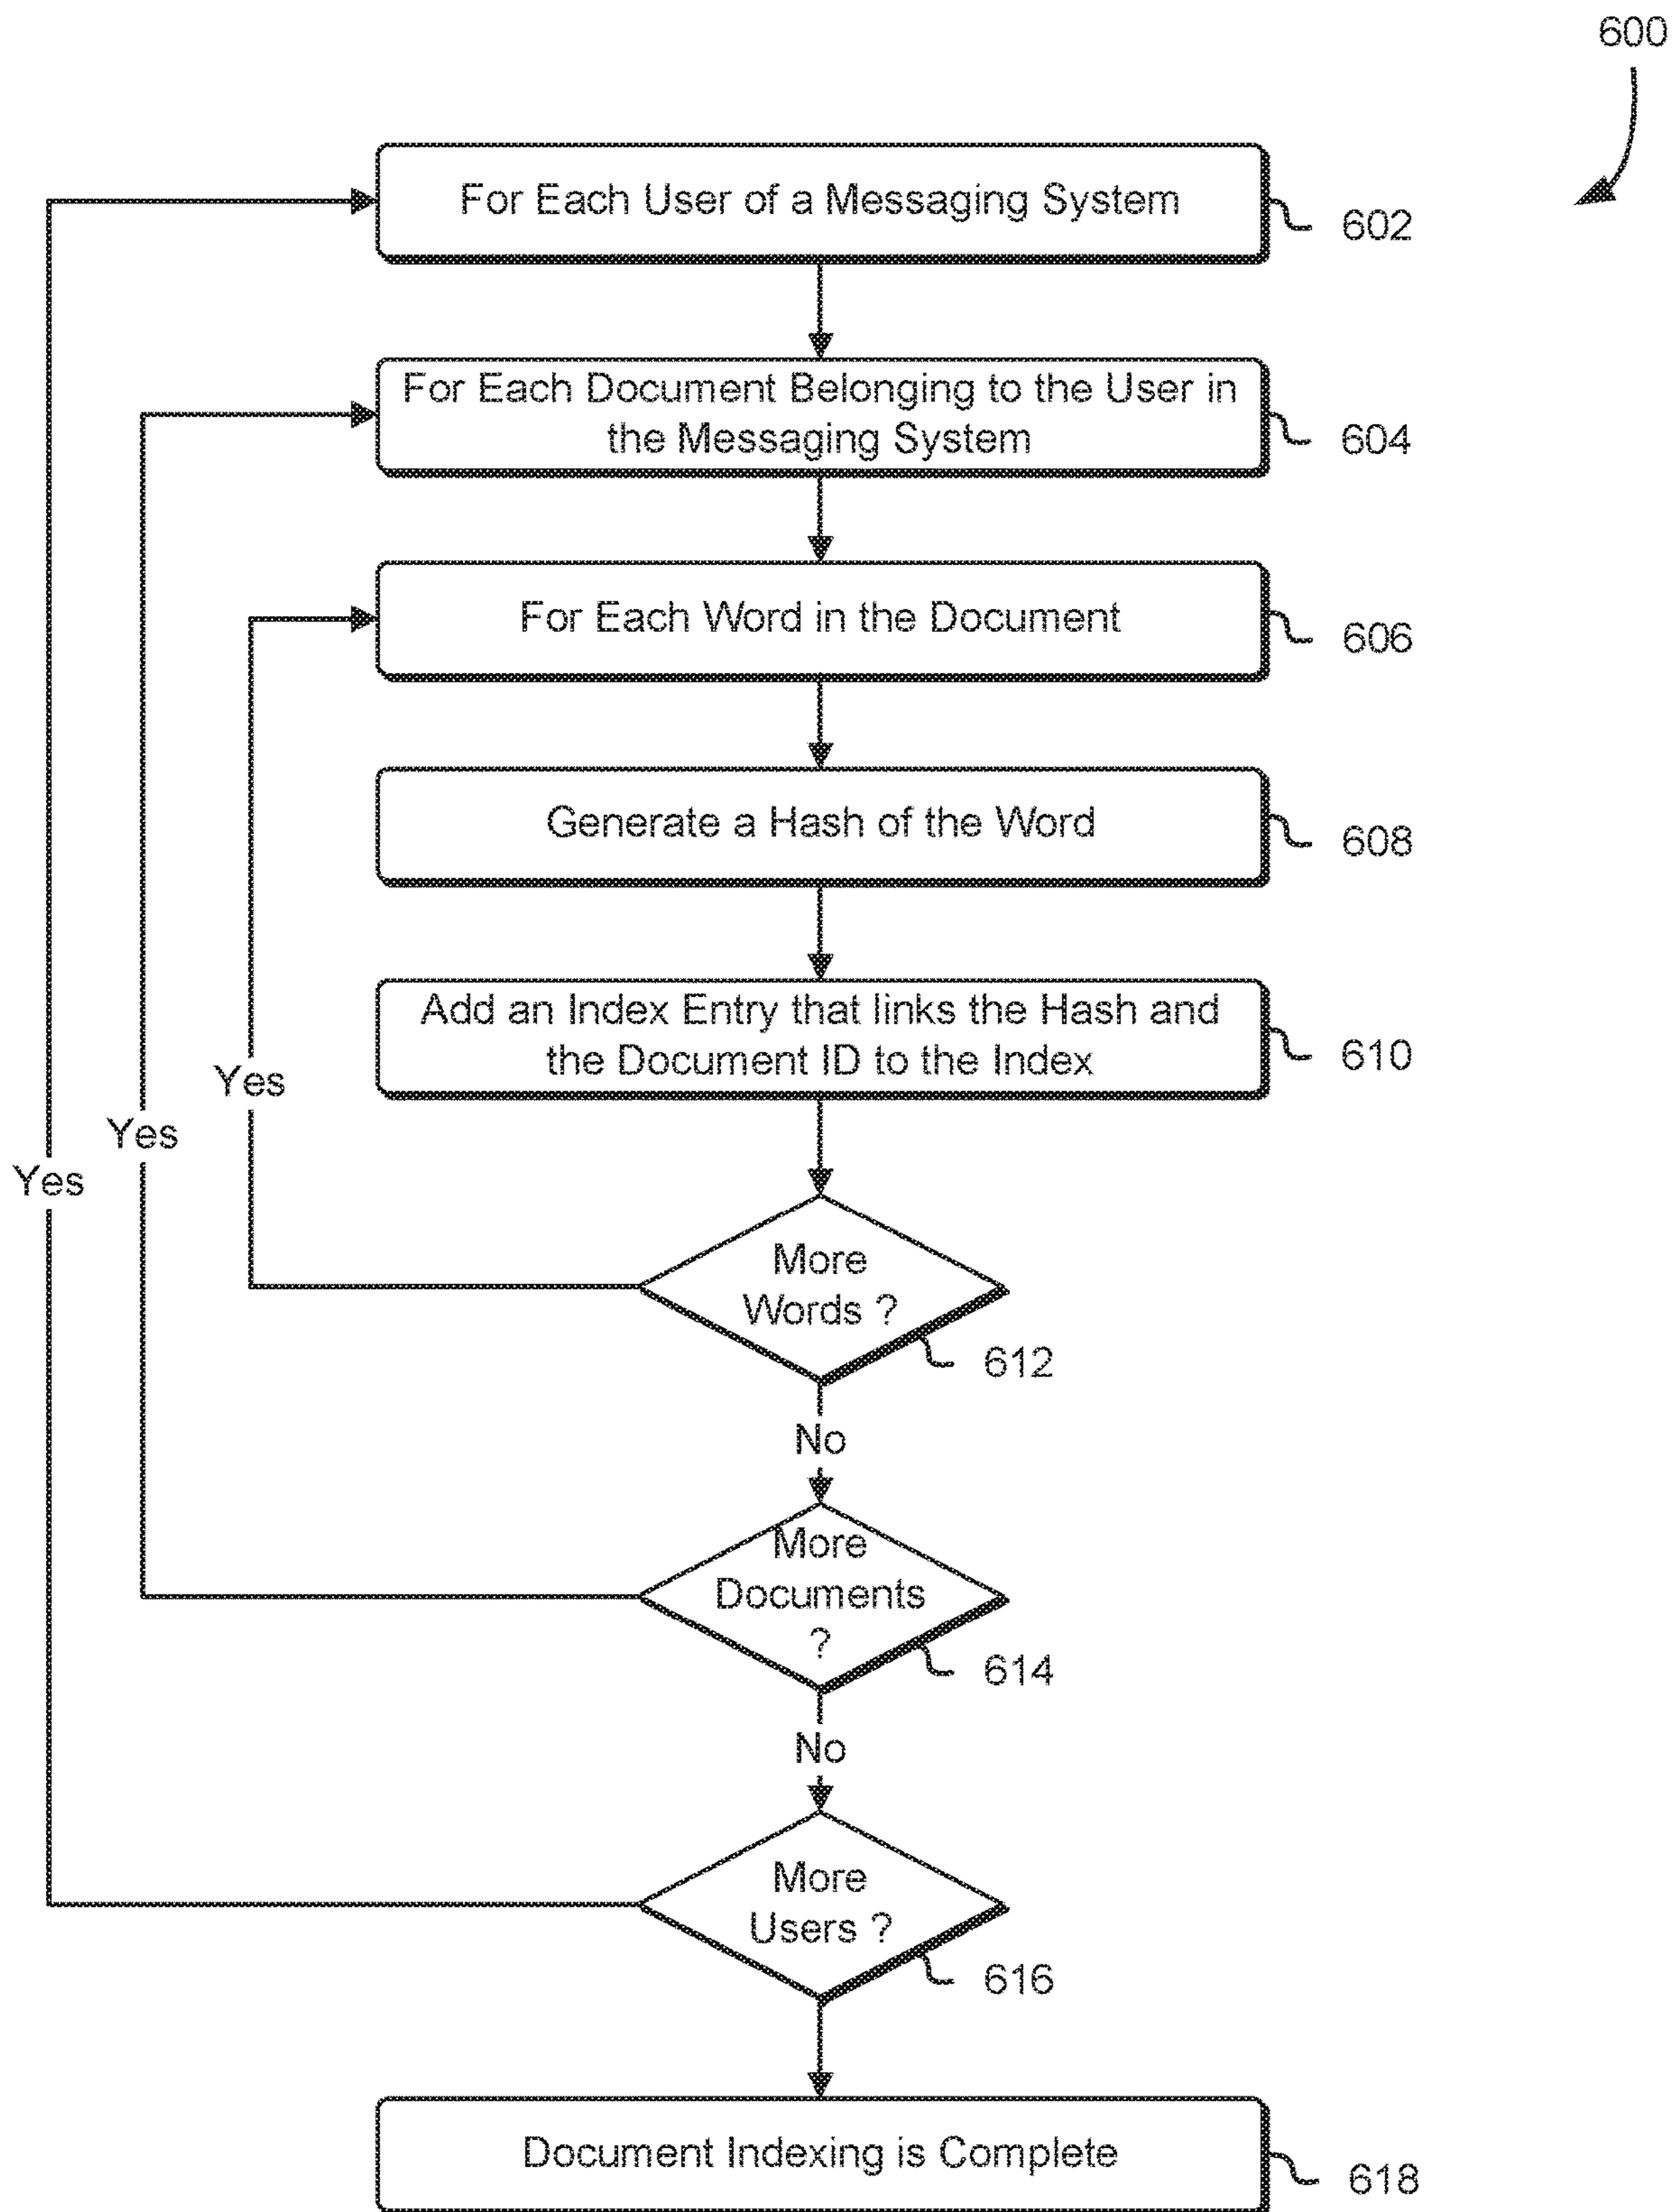 600
For Each User of a Messaging System
602
For Each Document Belonging to the User in
the Messaging System
604
For Each Word in the Document
606
Generate a Hash of the Word
608
Add an Index Entry that links the Hash and
the Document ID to the Index
610
Yes
Yes
Yes
More
Words ?
612
No
More
Documents
?
614
No
More
Users ?
616
Document Indexing is Complete
618